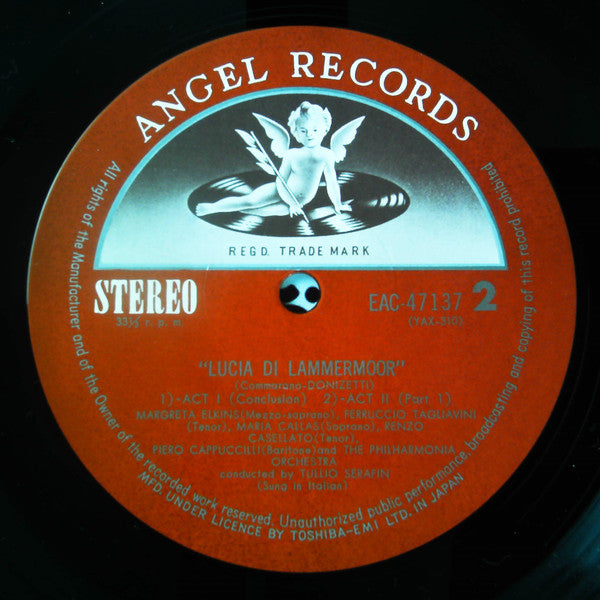 ANGEL RECORDS
REGD. TRADE MARK
STEREO
33⅓ r. p. m
EAC-47137 2
(YAX-310)
"LUCIA DI LAMMERMOOR"
(Commarano-DONIZETTI)
1)-ACT I (Conclusion) 2)-ACT II (Part 1)
MARGRETA ELKINS(Mezzo-soprano), FERRUCCIO TAGLIAVINI
(Tenor), MARIA CALLAS(Soprano), RENZO
CASELLATO(Tenor),
PIERO CAPPUCCILLI(Baritone)and THE PHILHARMONIA
ORCHESTRA
conducted by TULLIO SERAFIN
(Sung in Italian)
All rights of the Manufacturer and of the Owner of the recorded work reserved. Unauthorized public performance, broadcasting and copying of this record prohibited
MFD. UNDER LICENCE BY TOSHIBA-EMI LTD. IN JAPAN